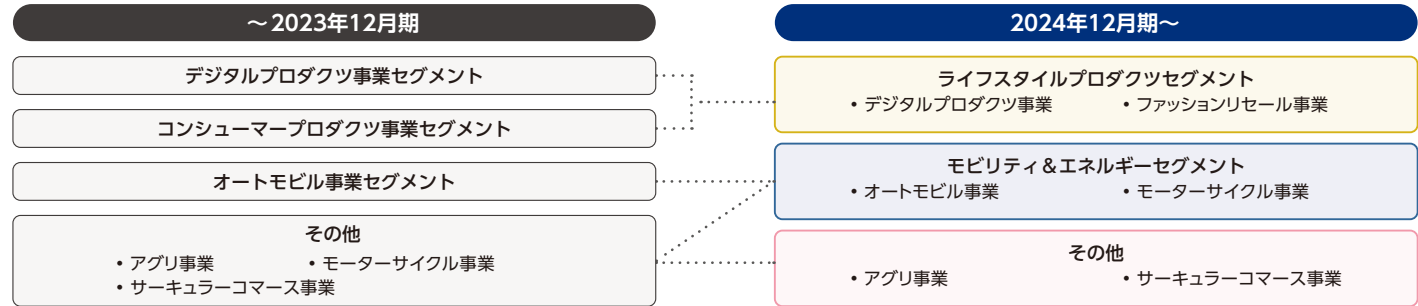 ～2023年12月期
デジタルプロダクツ事業セグメント
コンシューマープロダクツ事業セグメント
オートモビル事業セグメント
その他
• アグリ事業 • モーターサイクル事業
• サーキュラーコマース事業
2024年12月期～
ライフスタイルプロダクツセグメント
• デジタルプロダクツ事業 • ファッションリセール事業
モビリティ＆エネルギーセグメント
• オートモビル事業 • モーターサイクル事業
その他
• アグリ事業 • サーキュラーコマース事業